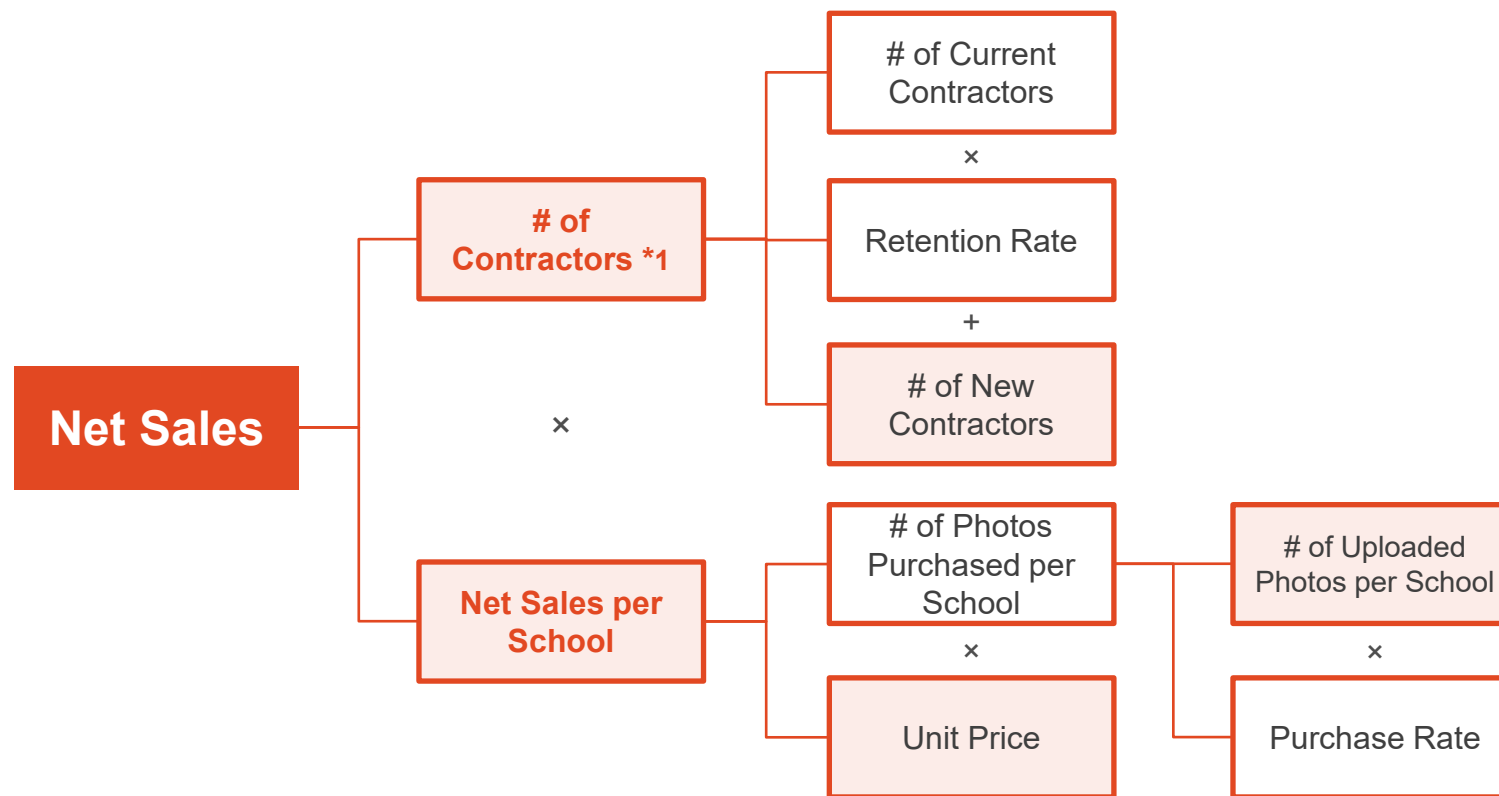 # of Current
Contractors
×
# of
Contractors *1
Retention Rate
+
# of New
Contractors
Net Sales
×
# of Photos
Purchased per
School
# of Uploaded
Photos per School
Net Sales per
School
×
×
Unit Price
Purchase Rate